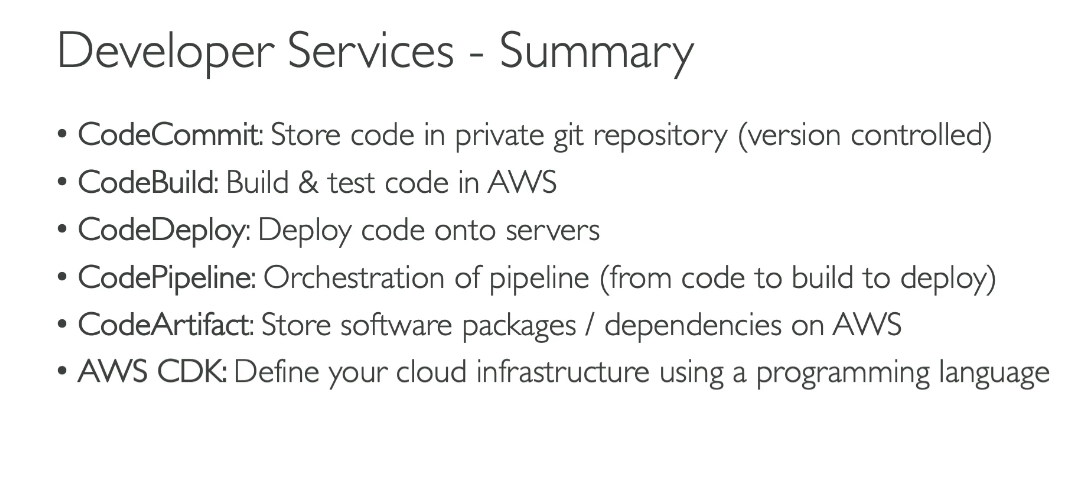 Developer Services - Summary
• CodeCommit: Store code in private git repository (version controlled)
• CodeBuild: Build & test code in AWS
• CodeDeploy: Deploy code onto servers
• CodePipeline: Orchestration of pipeline (from code to build to deploy)
• CodeArtifact: Store software packages / dependencies on AWS
• AWS CDK: Define your cloud infrastructure using a programming language